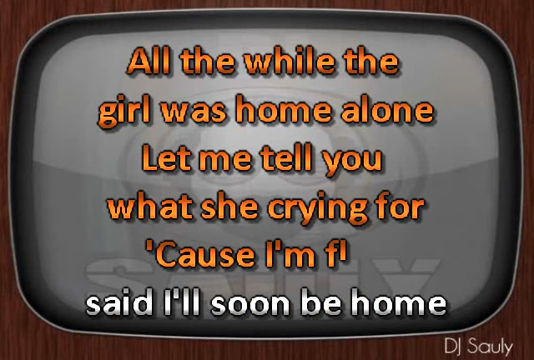 All the while the
girl was home alone
Let me tell you
what she crying for
'Cause I'm fl
said I'll soon be home
DJ Sauly